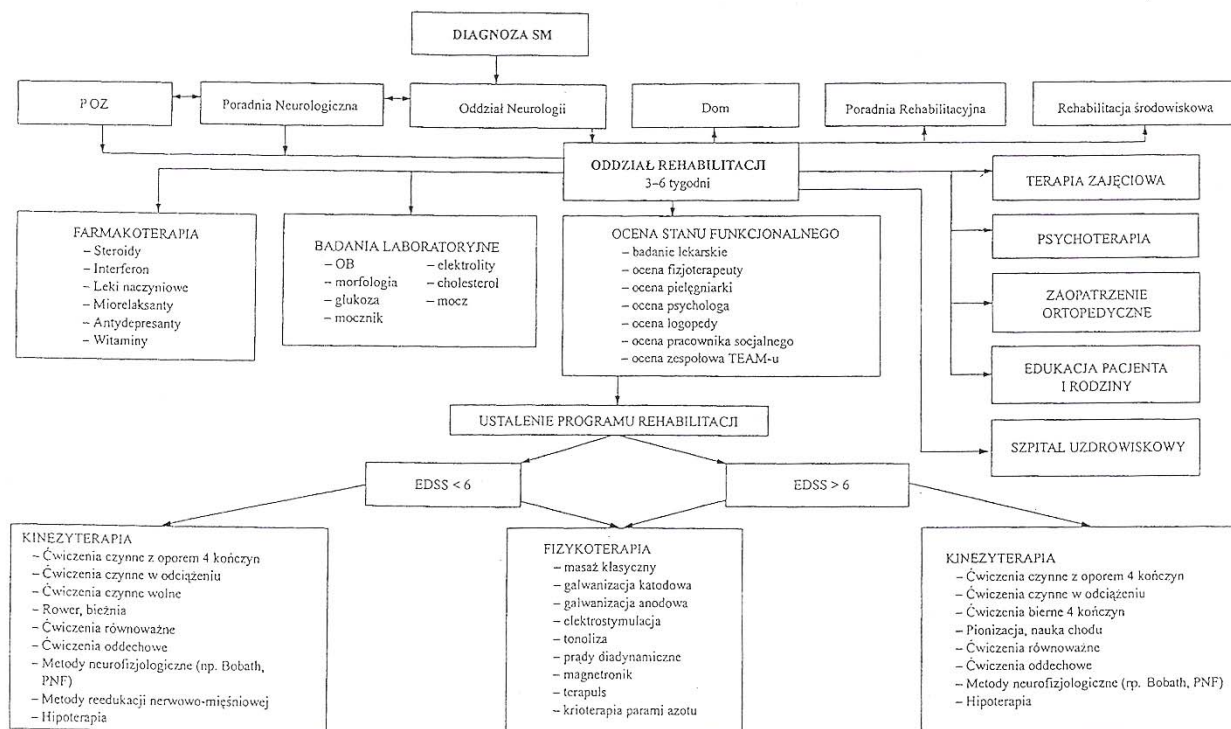 DIAGNOZA SM
POZ
Poradnia Neurologiczna
Oddział Neurologii
Dom
Poradnia Rehabilitacyjna
Rehabilitacja środowiskowa
ODDZIAŁ REHABILITACJI
3–6 tygodni
FARMAKOTERAPIA
– Steroidy
– Interferon
– Leki naczyniowe
– Miorelaksanty
– Antydepresanty
– Witaminy
BADANIA LABORATORYJNE
– OB – elektrolity
– morfologia – cholesterol
– glukoza – mocz
– mocznik
OCENA STANU FUNKCJONALNEGO
– badanie lekarskie
– ocena fizjoterapeuty
– ocena pielęgniarki
– ocena psychologa
– ocena logopedy
– ocena pracownika socjalnego
– ocena zespołowa TEAM-u
TERAPIA ZAJĘCIOWA
PSYCHOTERAPIA
ZAOPATRZENIE
ORTOPEDYCZNE
EDUKACJA PACJENTA
I RODZINY
SZPITAL UZDROWISKOWY
USTALENIE PROGRAMU REHABILITACJI
EDSS < 6
EDSS > 6
KINEZYTERAPIA
– Ćwiczenia czynne z oporem 4 kończyn
– Ćwiczenia czynne w odciążeniu
– Ćwiczenia czynne wolne
– Rower, bieżnia
– Ćwiczenia równoważne
– Ćwiczenia oddechowe
– Metody neurofizjologiczne (np. Bobath,
PNF)
– Metody reedukacji nerwowo-mięśniowej
– Hipoterapia
FIZYKOTERAPIA
– masaż klasyczny
– galwanizacja katodowa
– galwanizacja anodowa
– elektrostymulacja
– tonoliza
– prądy diadynamiczne
– magnetronik
– terapuls
– krioterapia parami azotu
KINEZYTERAPIA
– Ćwiczenia czynne z oporem 4 kończyn
– Ćwiczenia czynne w odciążeniu
– Ćwiczenia bierne 4 kończyn
– Pionizacja, nauka chodu
– Ćwiczenia równoważne
– Ćwiczenia oddechowe
– Metody neurofizjologiczne (np. Bobath, PNF)
– Hipoterapia